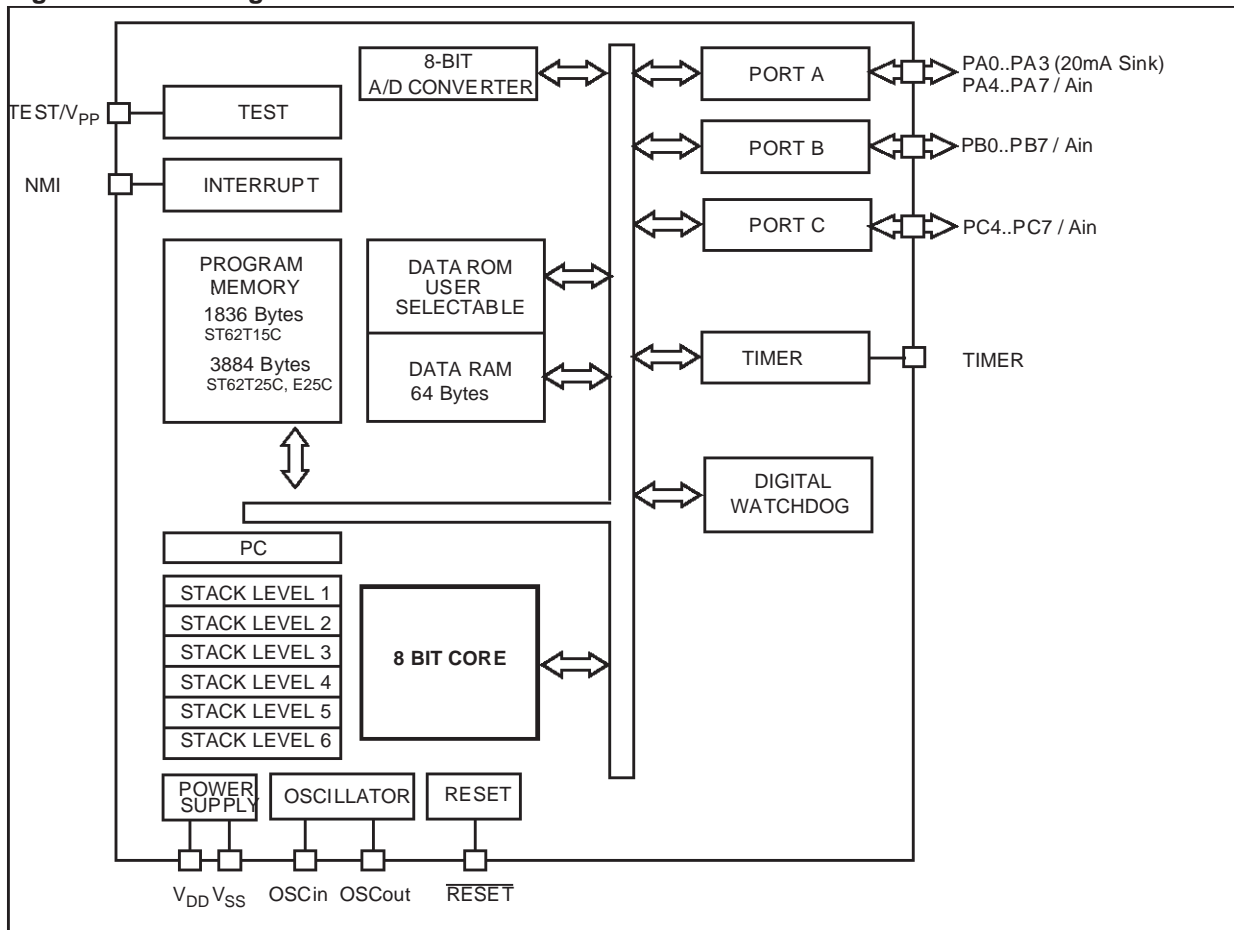 8-BIT
A/D CONVERTER
PORT A
PA0..PA3 (20mA Sink)
PA4..PA7 / Ain
TEST/VPP
TEST
PORT B
PB0..PB7 / Ain
NMI
INTERRUPT
PORT C
PC4..PC7 / Ain
PROGRAM
MEMORY
1836 Bytes
ST62T15C
3884 Bytes
ST62T25C, E25C
DATA ROM
USER
SELECTABLE
DATA RAM
64 Bytes
TIMER
TIMER
DIGITAL
WATCHDOG
PC
STACK LEVEL 1
STACK LEVEL 2
STACK LEVEL 3
STACK LEVEL 4
STACK LEVEL 5
STACK LEVEL 6
8 BIT CORE
POWER
SUPPLY
OSCILLATOR
RESET
VDD VSS OSCin OSCout RESET